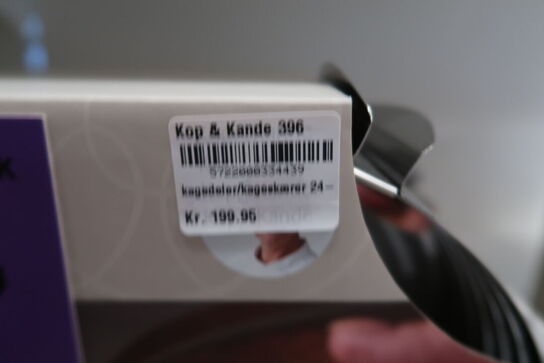 Kop & Kande 396
5722000334439
kagedeler/kageskærer 24-
Kr. 199.95